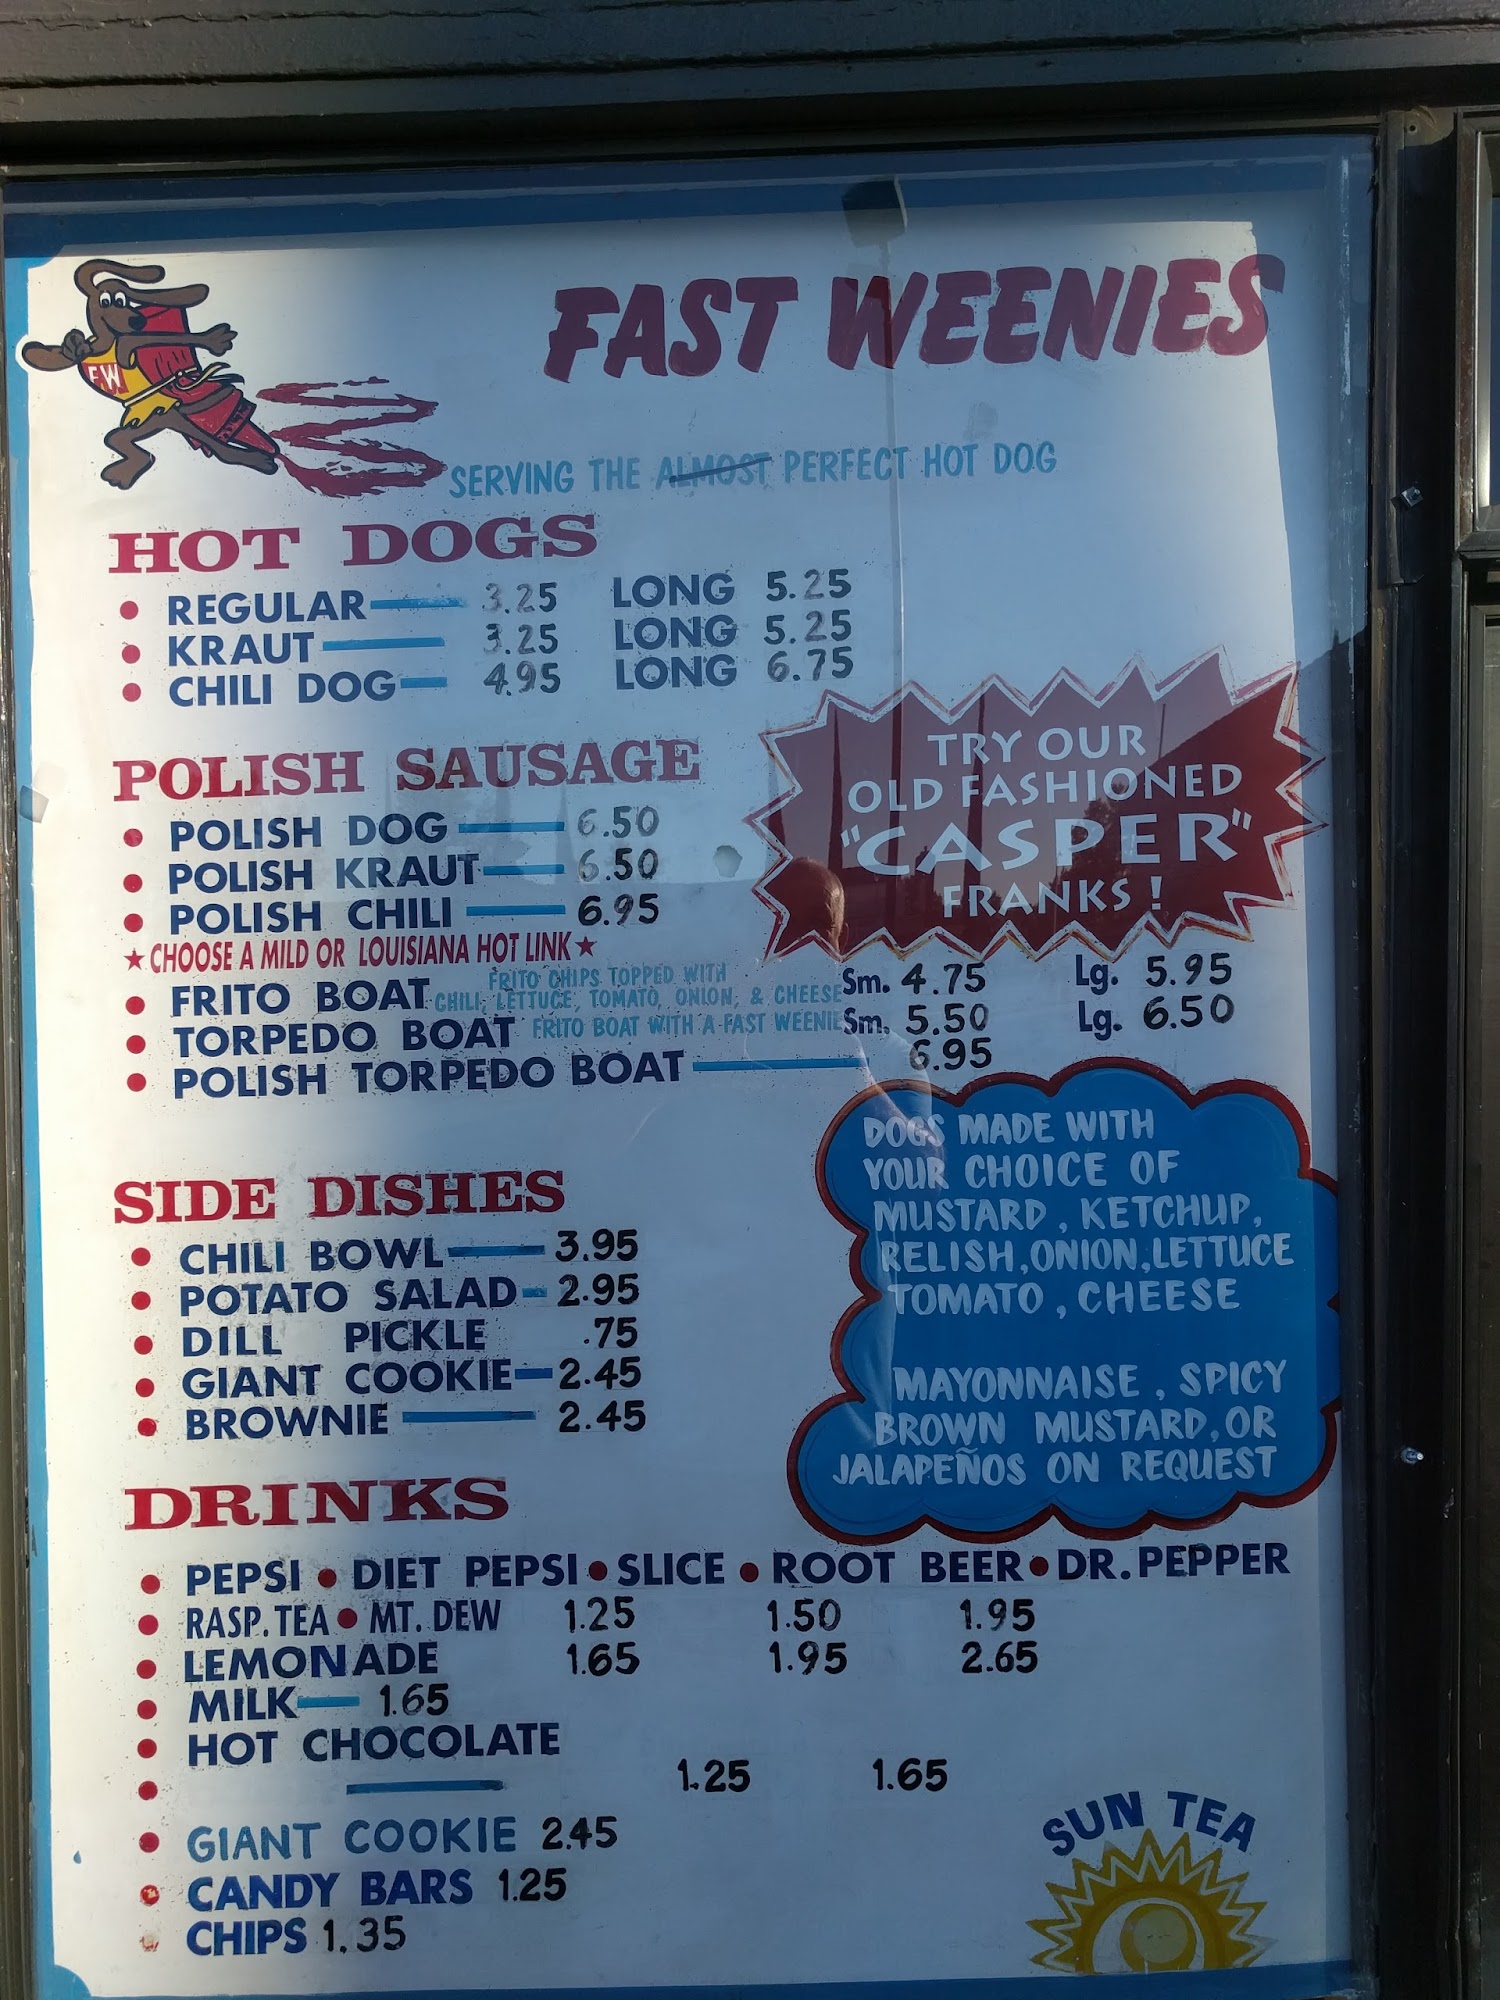 FAST WEENIES
FW
SERVING THE ALMOST PERFECT HOT DOG
HOT DOGS
• REGULAR 3.25 LONG 5.25
• KRAUT 3.25 LONG 5.25
• CHILI DOG 4.95 LONG 6.75
POLISH SAUSAGE
• POLISH DOG 6.50
• POLISH KRAUT 6.50
• POLISH CHILI 6.95
★ CHOOSE A MILD OR LOUISIANA HOT LINK ★
TRY OUR
OLD FASHIONED
"CASPER"
FRANKS !
• FRITO BOAT FRITO CHIPS TOPPED WITH
CHILI, LETTUCE, TOMATO, ONION, & CHEESE Sm. 4.75 Lg. 5.95
• TORPEDO BOAT FRITO BOAT WITH A FAST WEENIE Sm. 5.50 Lg. 6.50
• POLISH TORPEDO BOAT 6.95
SIDE DISHES
• CHILI BOWL 3.95
• POTATO SALAD 2.95
• DILL PICKLE .75
• GIANT COOKIE 2.45
• BROWNIE 2.45
DOGS MADE WITH
YOUR CHOICE OF
MUSTARD, KETCHUP,
RELISH, ONION, LETTUCE
TOMATO, CHEESE
MAYONNAISE, SPICY
BROWN MUSTARD, OR
JALAPEÑOS ON REQUEST
DRINKS
• PEPSI • DIET PEPSI • SLICE • ROOT BEER • DR. PEPPER
• RASP. TEA • MT. DEW 1.25 1.50 1.95
• LEMONADE 1.65 1.95 2.65
• MILK 1.65
• HOT CHOCOLATE
• 1.25 1.65
• GIANT COOKIE 2.45
• CANDY BARS 1.25
• CHIPS 1.35
SUN TEA